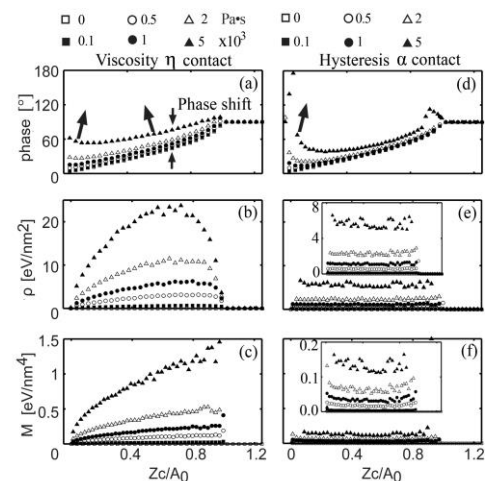 0 0.5 2 Pa•s 0 0.5 2
0.1 1 5 x10³ 0.1 1 5
Viscosity η contact Hysteresis α contact
180
120
60
0
phase [°]
(a)
Phase shift
(d)
20
10
0
ρ [eV/nm2]
(b)
8
4
0
(e)
1.5
1
0.5
0
M [eV/nm4]
(c)
0.2
0.1
0.0
(f)
0 0.4 0.8 1.2 0 0.4 0.8 1.2
Zc/A₀ Zc/A₀